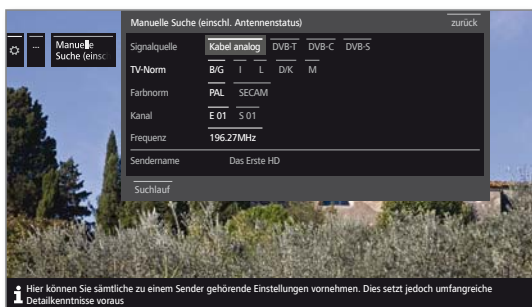 Manuelle Suche (einschl. Antennenstatus) zurück
... Manuelle
Suche (einsc
Signalquelle Kabel analog DVB-T DVB-C DVB-S
TV-Norm B/G I L D/K M
Farbnorm PAL SECAM
Kanal E 01 S 01
Frequenz 196.27MHz
Sendername Das Erste HD
Suchlauf
i Hier können Sie sämtliche zu einem Sender gehörende Einstellungen vornehmen. Dies setzt jedoch umfangreiche
Detailkenntnisse voraus